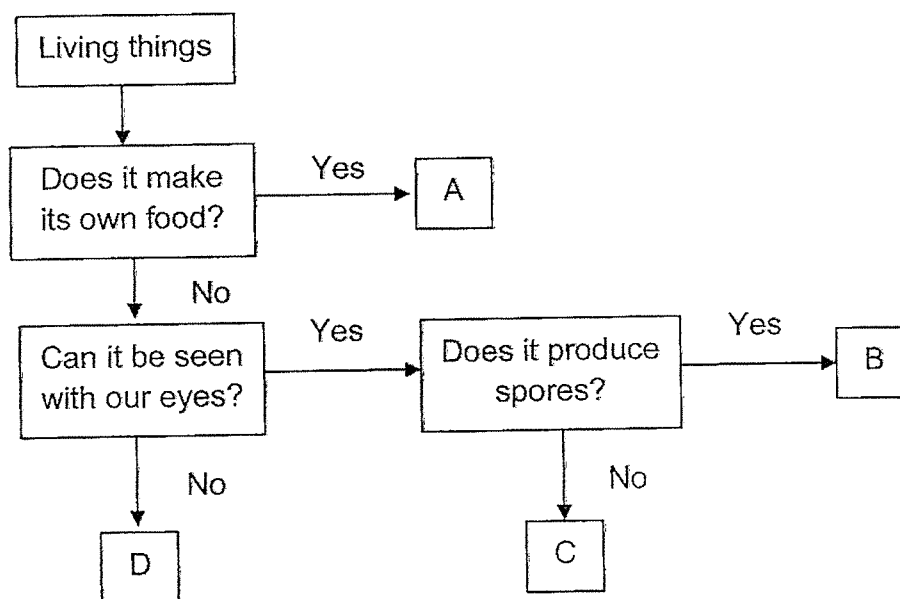 Living things
Does it make
its own food?
Yes
A
No
Can it be seen
with our eyes?
Yes
Does it produce
spores?
Yes
B
No
D
No
C